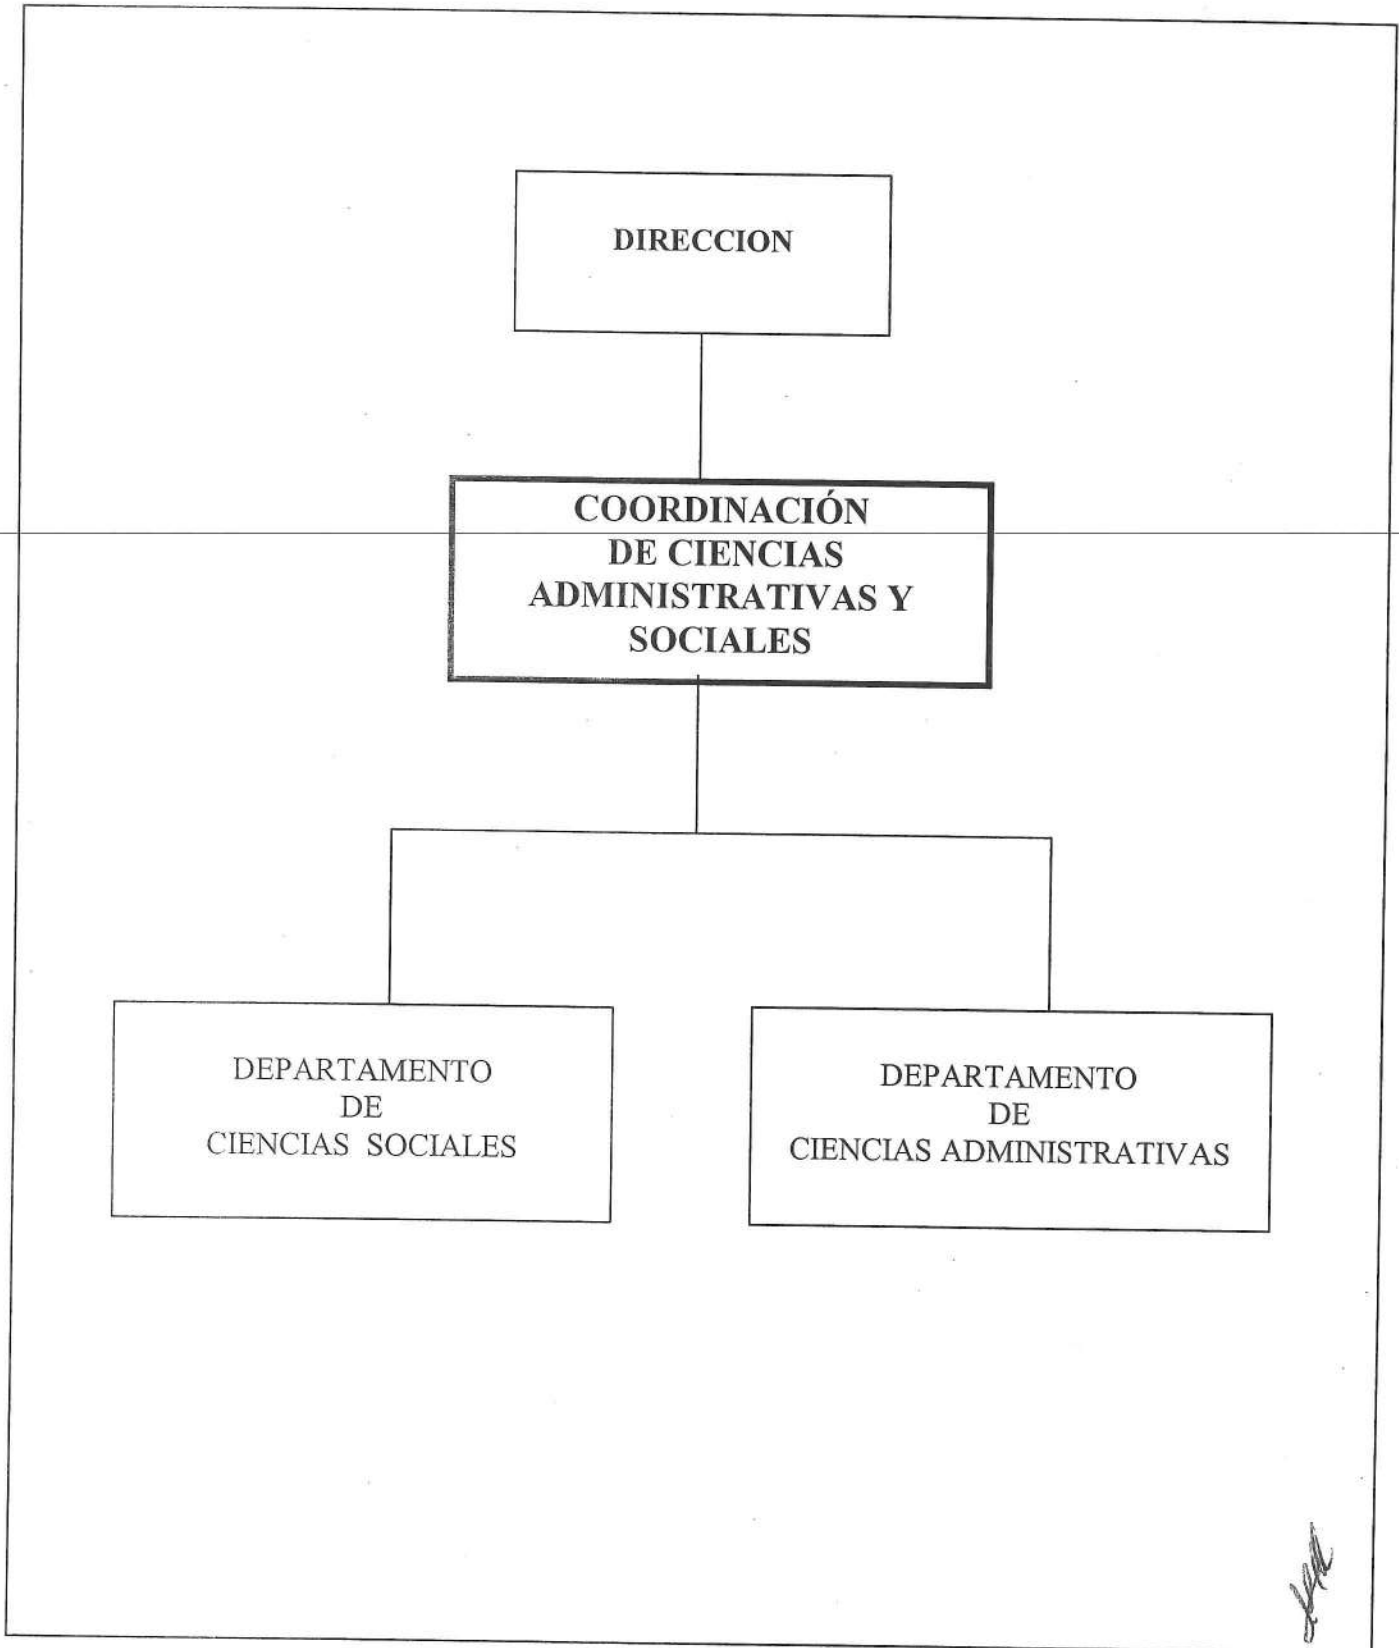 DIRECCION
COORDINACIÓN
DE CIENCIAS
ADMINISTRATIVAS Y
SOCIALES
DEPARTAMENTO
DE
CIENCIAS SOCIALES
DEPARTAMENTO
DE
CIENCIAS ADMINISTRATIVAS